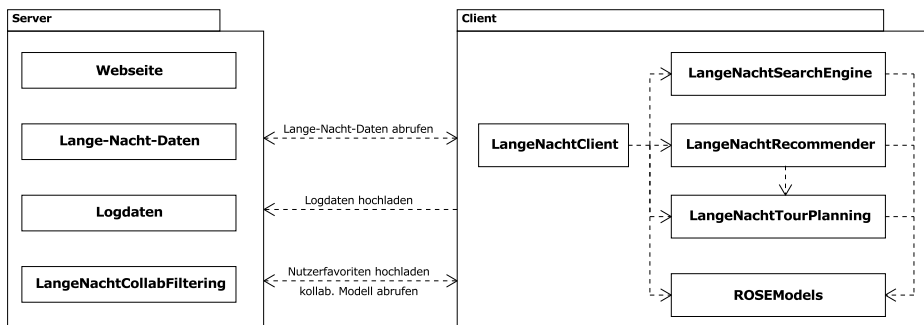 Server
Webseite
Lange-Nacht-Daten
Logdaten
LangeNachtCollabFiltering
Lange-Nacht-Daten abrufen
Logdaten hochladen
Nutzerfavoriten hochladen
kollab. Modell abrufen
Client
LangeNachtClient
LangeNachtSearchEngine
LangeNachtRecommender
LangeNachtTourPlanning
ROSEModels